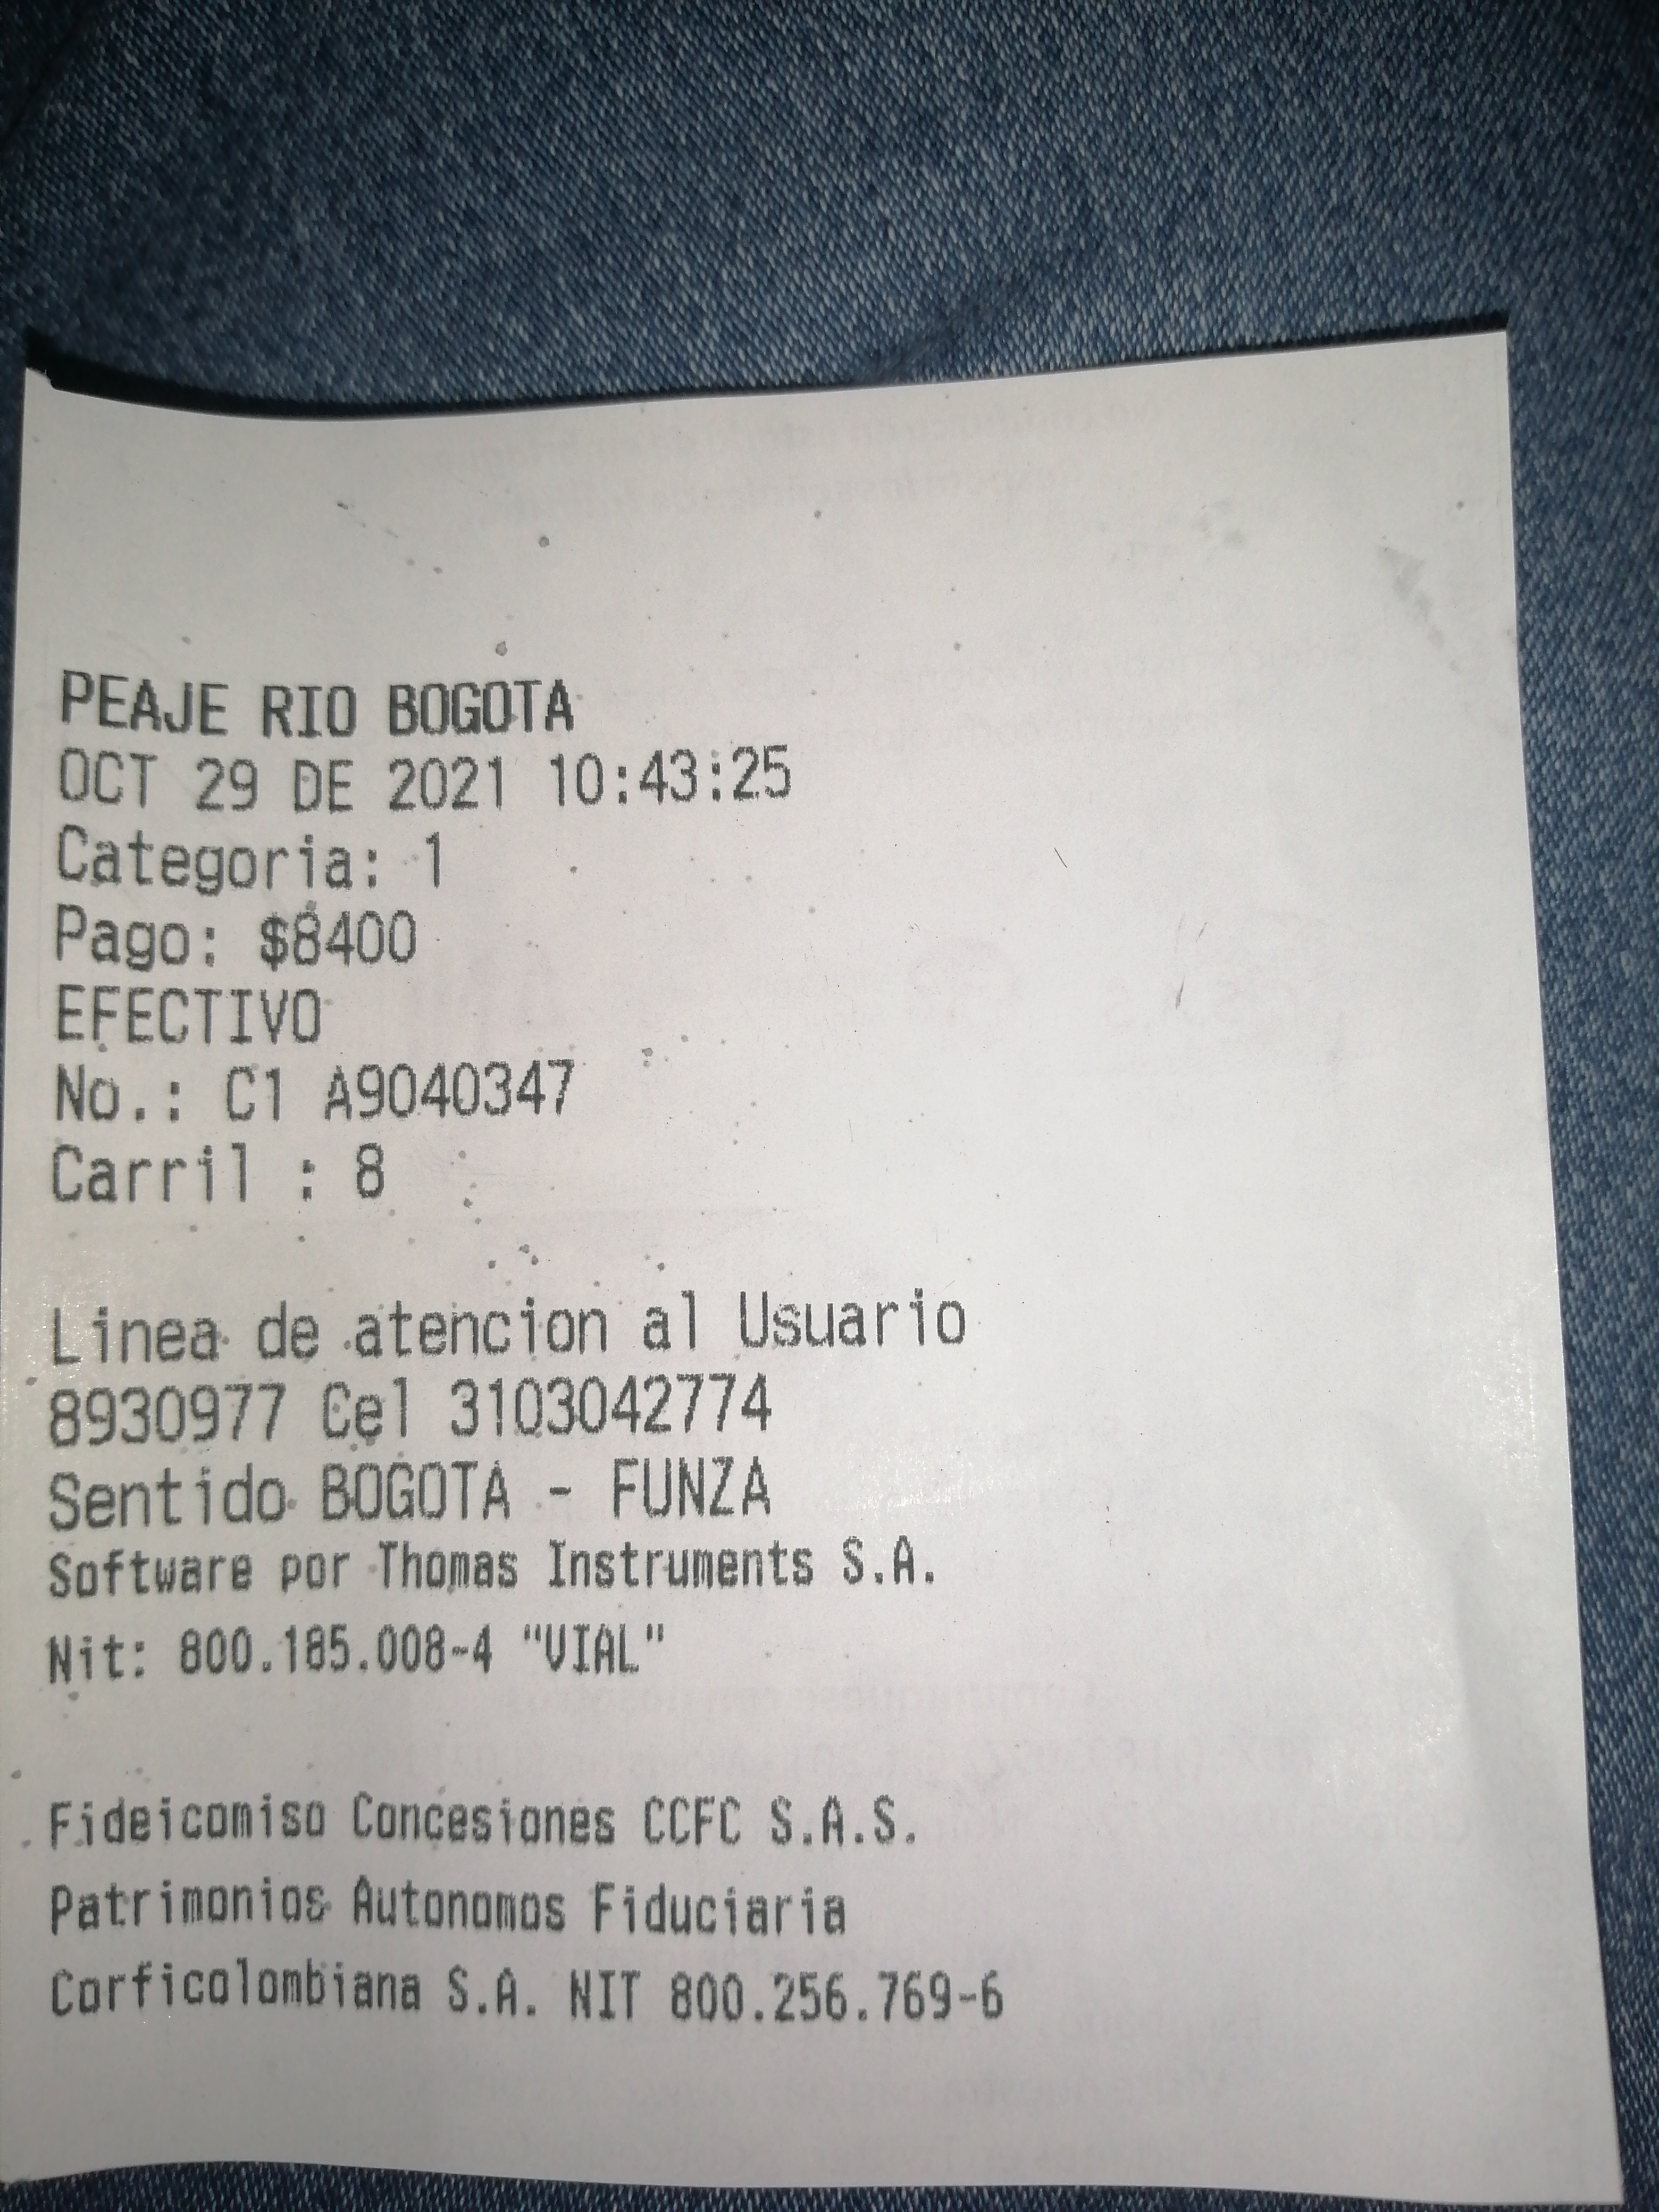 PEAJE RIO BOGOTA
OCT 29 DE 2021 10:43:25
Categoria: 1
Pago: $8400
EFECTIVO
No.: C1 A9040347
Carril : 8
Linea de atencion al Usuario
8930977 Cel 3103042774
Sentido BOGOTA - FUNZA
Software por Thomas Instruments S.A.
Nit: 800.185.008-4 "VIAL"
Fideicomiso Concesiones CCFC S.A.S.
Patrimonios Autonomos Fiduciaria
Corficolombiana S.A. NIT 800.256.769-6